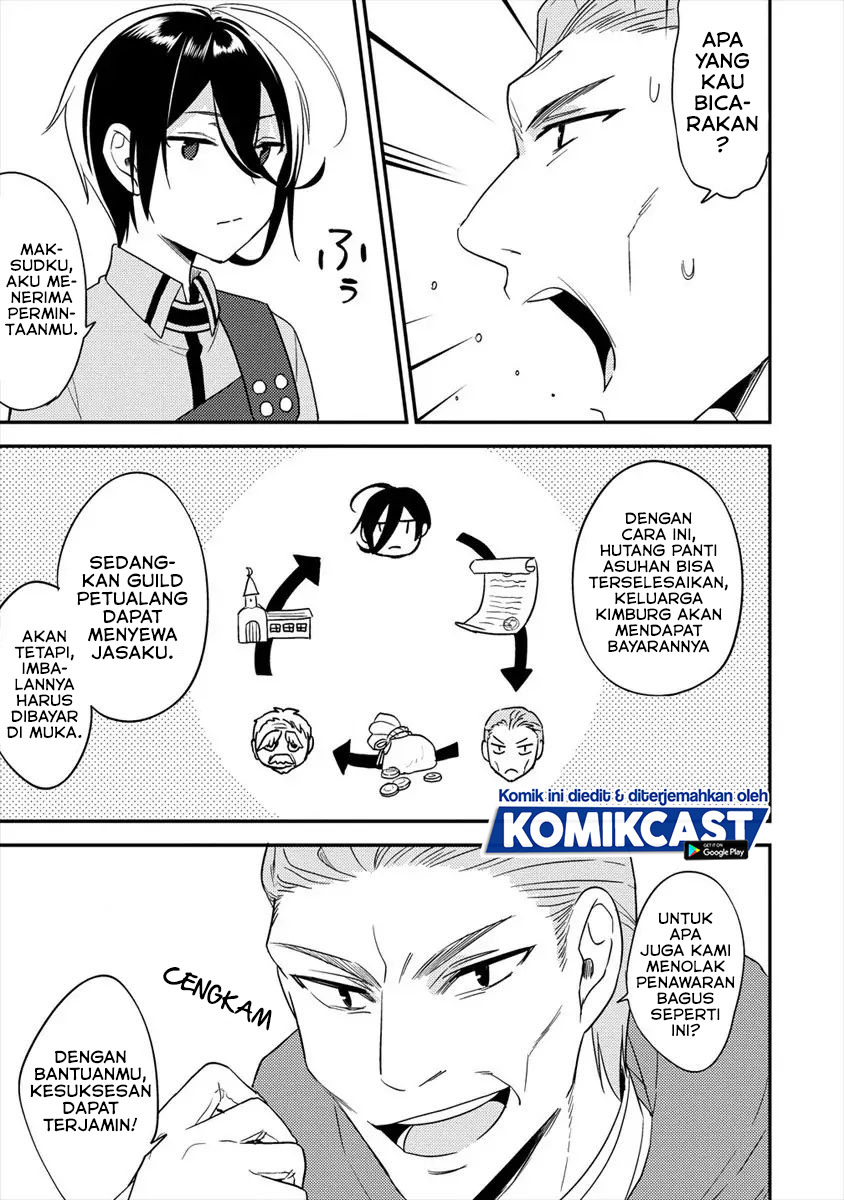 APA
YANG
KAU
BICA-
RAKAN
?
ふぅ
MAK-
SUDKU,
AKU ME-
NERIMA
PERMIN-
TAANMU.
DENGAN
CARA INI,
HUTANG PANTI
ASUHAN BISA
TERSELESAIKAN,
KELUARGA
KIMBURG AKAN
MENDAPAT
BAYARANNYA
SEDANG-
KAN GUILD
PETUALANG
DAPAT
MENYEWA
JASAKU.
AKAN
TETAPI,
IMBA-
LANNYA
HARUS
DIBAYAR
DI MUKA.
Komik ini diedit & diterjemahkan oleh
KOMIKCAST
GET IT ON
Google Play
UNTUK
APA
JUGA KAMI
MENOLAK
PENAWARAN
BAGUS
SEPERTI
INI?
CENGKAM
DENGAN
BANTUANMU,
KESUKSESAN
DAPAT
TERJAMIN!